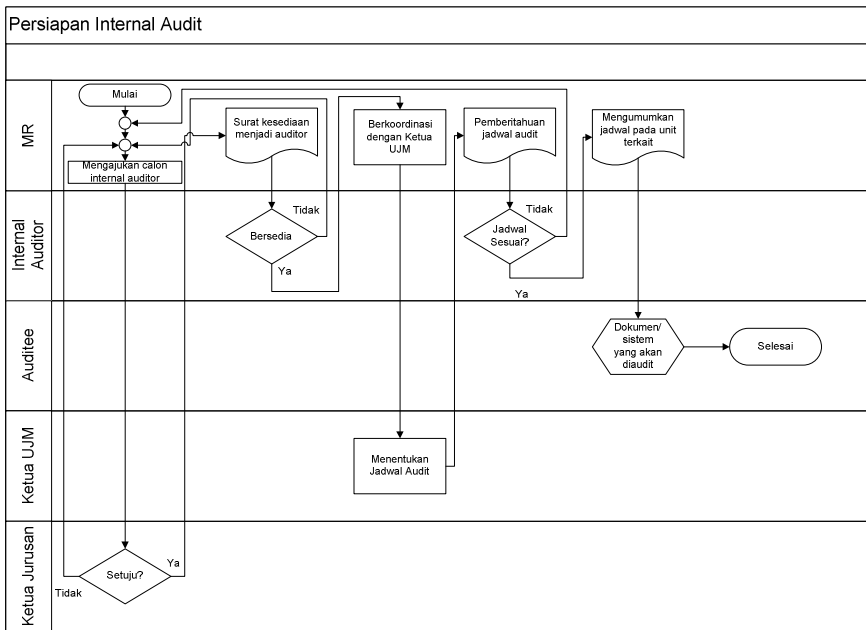 Persiapan Internal Audit
MR
Mulai
Mengajukan calon
internal auditor
Surat kesediaan
menjadi auditor
Berkoordinasi
dengan Ketua
UJM
Pemberitahuan
jadwal audit
Mengumumkan
jadwal pada unit
terkait
Internal
Auditor
Bersedia
Tidak
Ya
Jadwal
Sesuai?
Tidak
Ya
Auditee
Dokumen/
sistem
yang akan
diaudit
Selesai
Ketua UJM
Menentukan
Jadwal Audit
Ketua Jurusan
Setuju?
Ya
Tidak